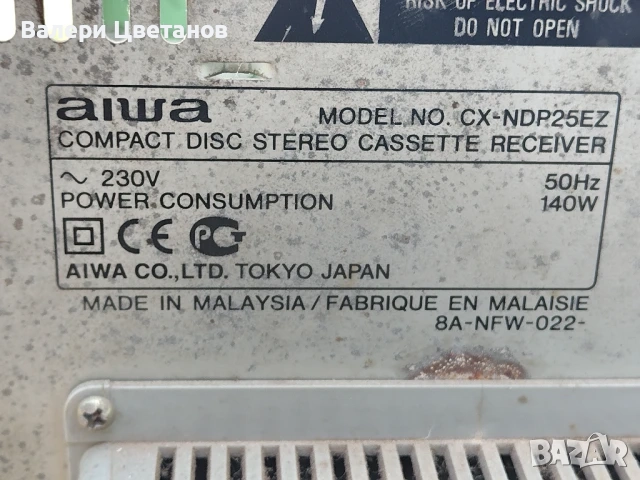 Валери Цветанов
RISK OF ELECTRIC SHOCK
DO NOT OPEN
aiwa MODEL NO. CX-NDP25EZ
COMPACT DISC STEREO CASSETTE RECEIVER
~ 230V 50Hz
POWER CONSUMPTION 140W
CE РСТ
AIWA CO.,LTD. TOKYO JAPAN
MADE IN MALAYSIA / FABRIQUE EN MALAISIE
8A-NFW-022-
BAZAR